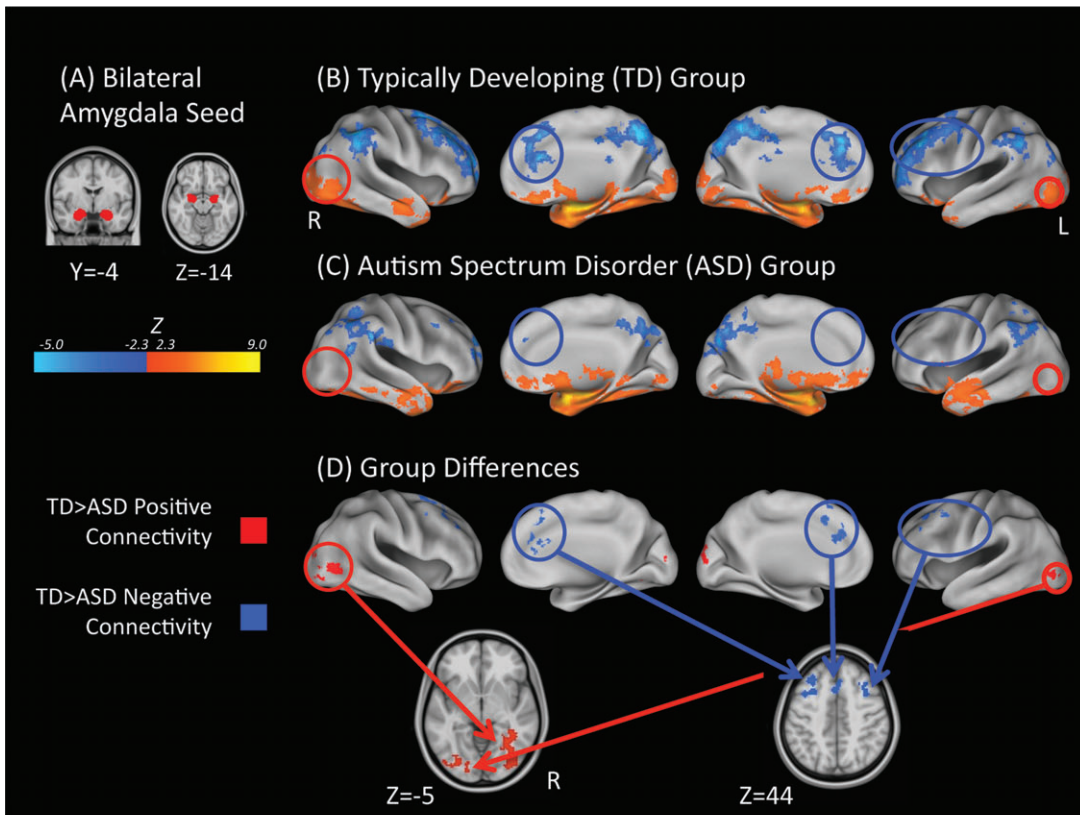 (A) Bilateral
Amygdala Seed
Y=-4
Z=-14
Z
-5.0 -2.3 2.3 9.0
(B) Typically Developing (TD) Group
R
L
(C) Autism Spectrum Disorder (ASD) Group
(D) Group Differences
TD>ASD Positive
Connectivity
TD>ASD Negative
Connectivity
R
Z=-5
Z=44